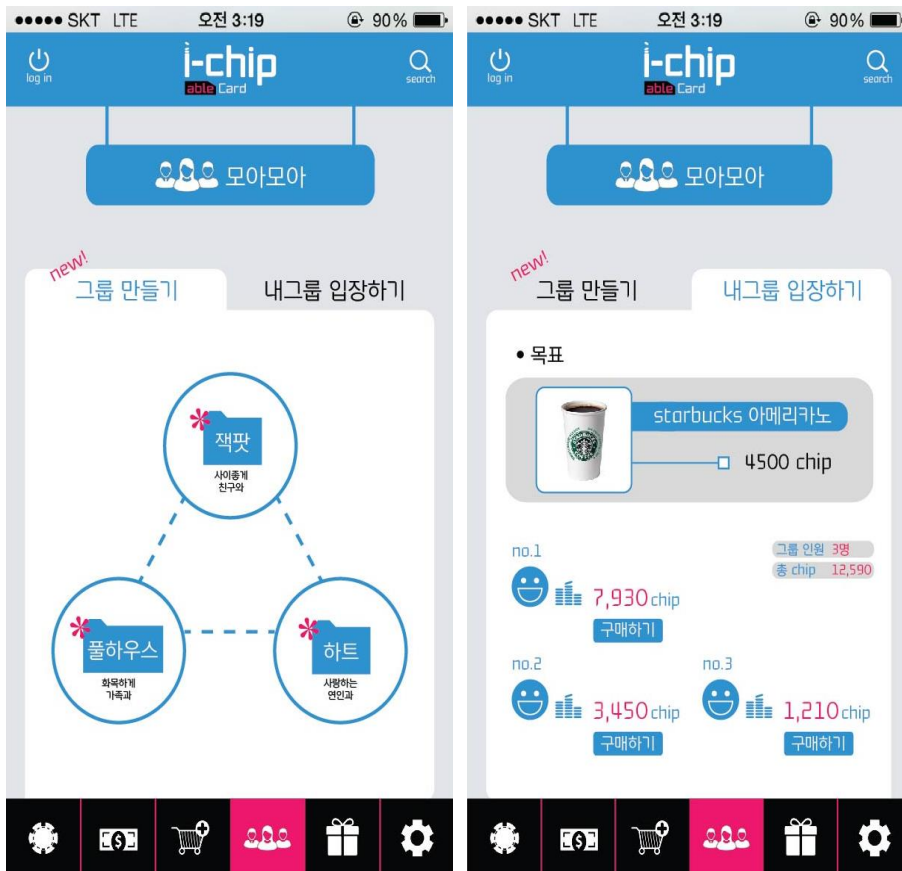 SKT LTE 오전 3:19 90%
log in
i-chip
able Card
search
모아모아
new!
그룹 만들기 내그룹 입장하기
*잭팟
사이좋게
친구와
*풀하우스
화목하게
가족과
*하트
사랑하는
연인과
SKT LTE 오전 3:19 90%
log in
i-chip
able Card
search
모아모아
new!
그룹 만들기 내그룹 입장하기
• 목표
starbucks 아메리카노
4500 chip
그룹 인원 3명
총 chip 12,590
no.1
7,930 chip
구매하기
no.2
3,450 chip
구매하기
no.3
1,210 chip
구매하기